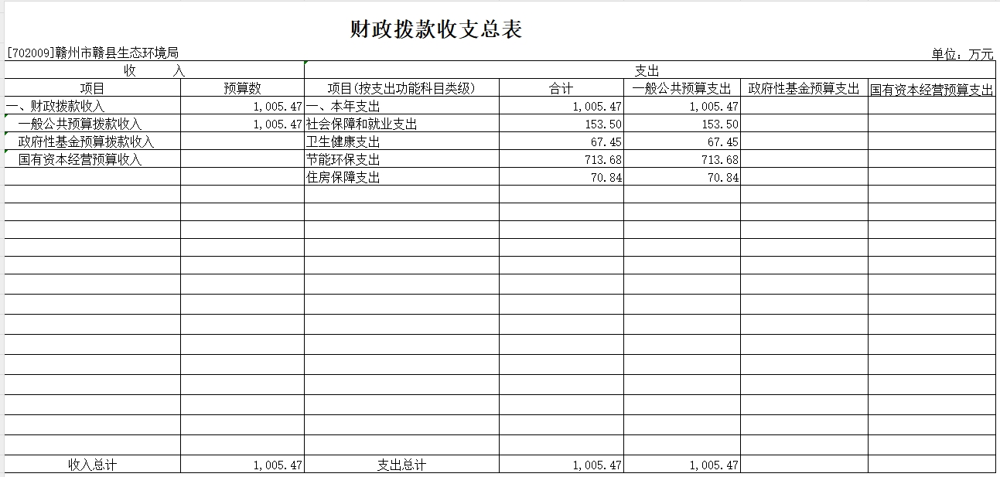 财政拨款收支总表
[702009]赣州市赣县生态环境局 单位：万元
收 入 支出
项目 预算数 项目(按支出功能科目类级) 合计 一般公共预算支出 政府性基金预算支出 国有资本经营预算支出
一、财政拨款收入 1,005.47 一、本年支出 1,005.47 1,005.47
一般公共预算拨款收入 1,005.47 社会保障和就业支出 153.50 153.50
政府性基金预算拨款收入 卫生健康支出 67.45 67.45
国有资本经营预算收入 节能环保支出 713.68 713.68
住房保障支出 70.84 70.84
收入总计 1,005.47 支出总计 1,005.47 1,005.47